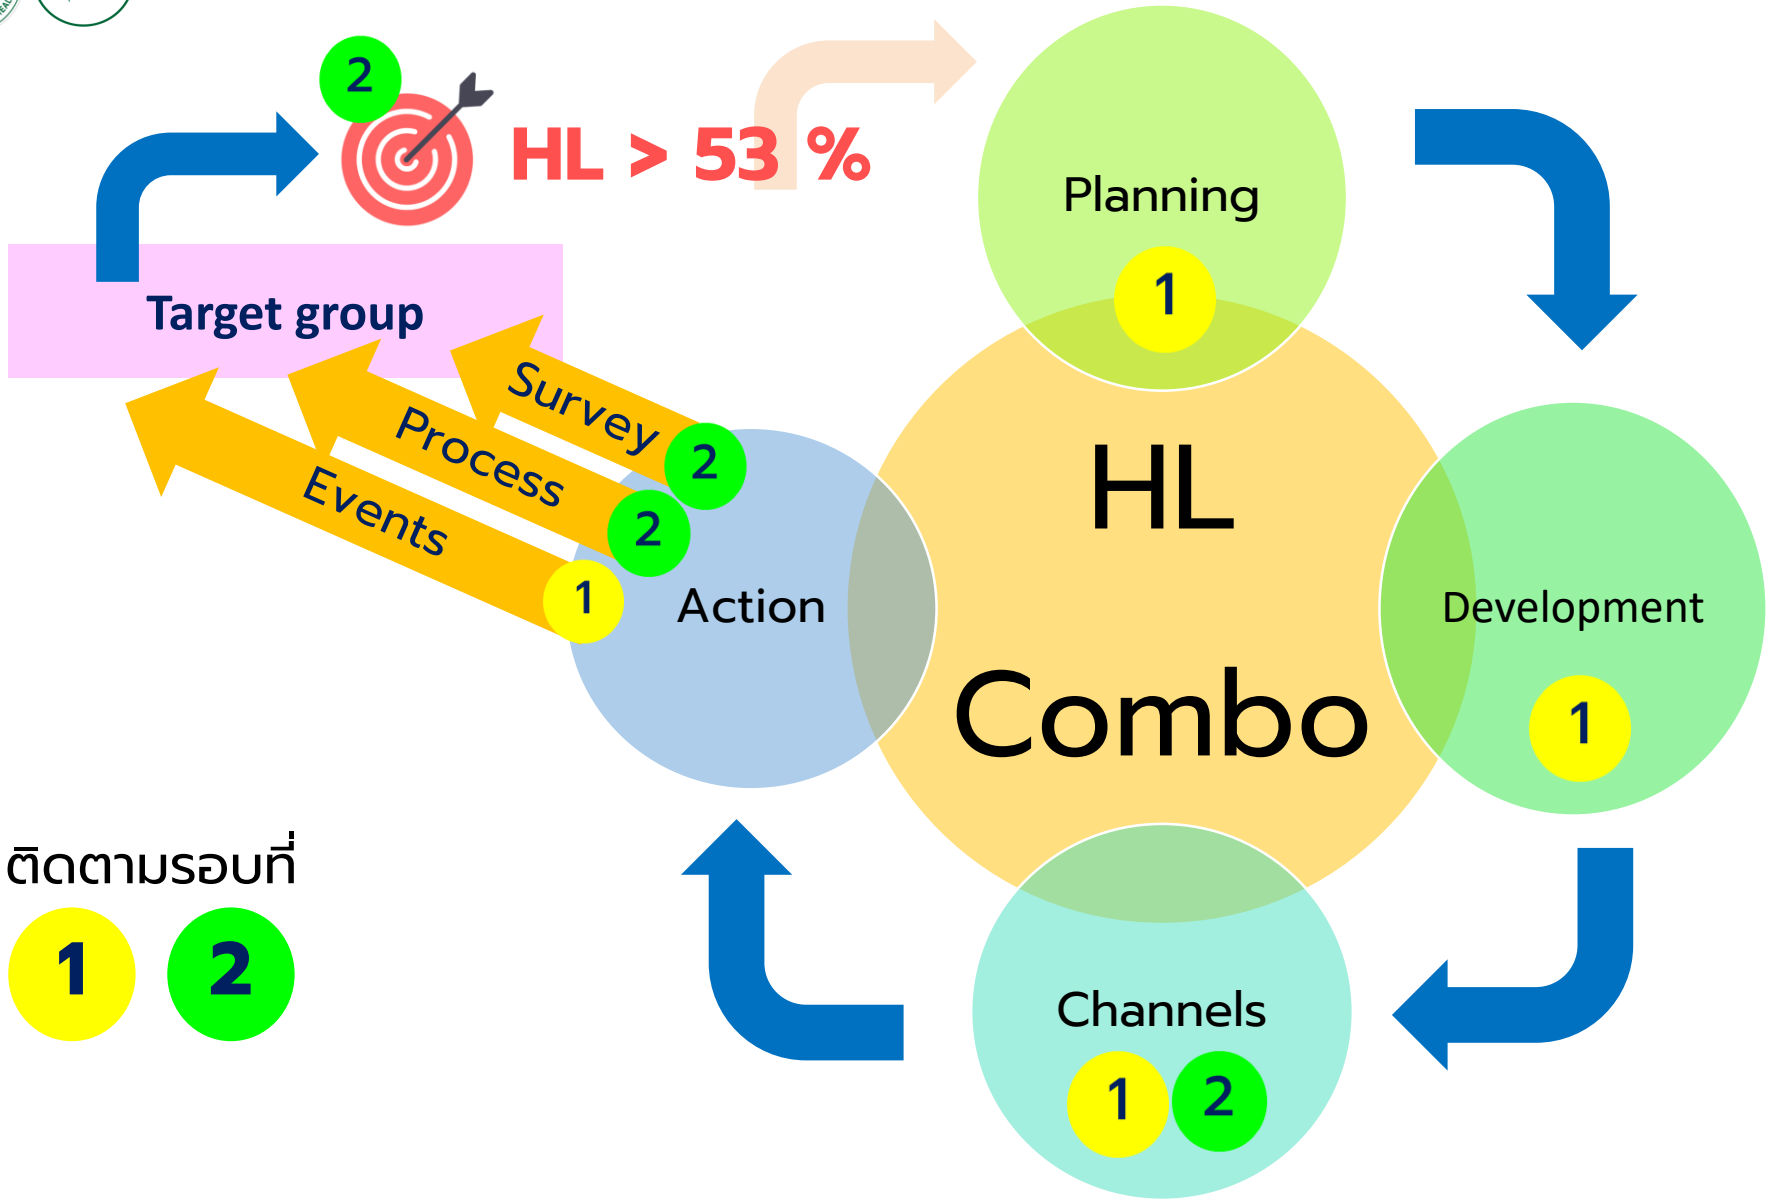 2
HL > 53 %
Planning
1
Target group
Survey
2
Process
2
Events
1
HL
Combo
Action
Development
1
ติดตามรอบที่
1 2
Channels
1 2